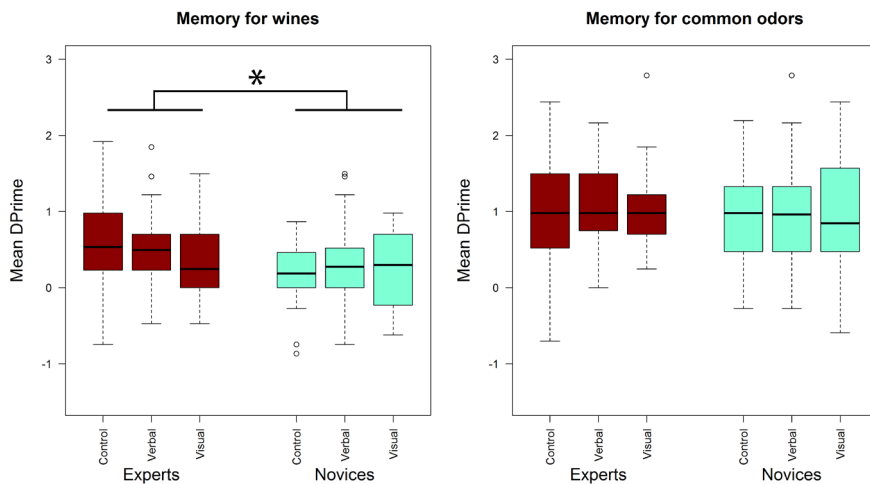 Memory for wines
Mean DPrime
3
2
1
0
-1
*
Control
Verbal
Visual
Control
Verbal
Visual
Experts
Novices
Memory for common odors
Mean DPrime
3
2
1
0
-1
Control
Verbal
Visual
Control
Verbal
Visual
Experts
Novices